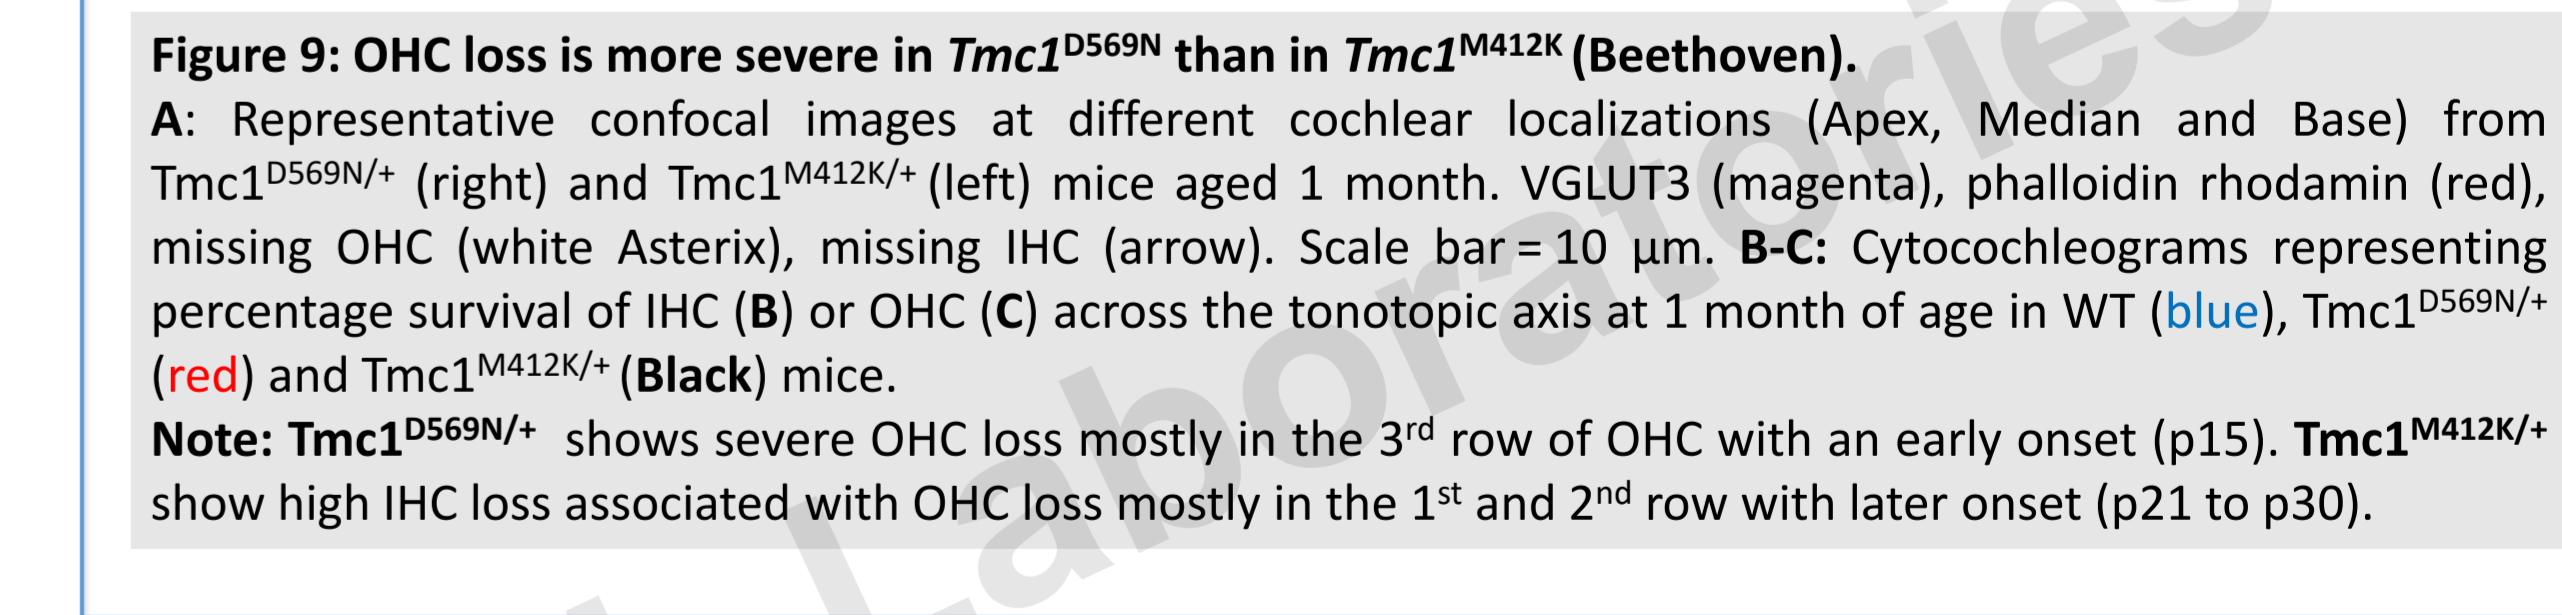 Figure 9: OHC loss is more severe in Tmc1D569N than in Tmc1M412K (Beethoven).
A: Representative confocal images at different cochlear localizations (Apex, Median and Base) from
Tmc1D569N/+ (right) and Tmc1M412K/+ (left) mice aged 1 month. VGLUT3 (magenta), phalloidin rhodamin (red),
missing OHC (white Asterix), missing IHC (arrow). Scale bar = 10 µm. B-C: Cytocochleograms representing
percentage survival of IHC (B) or OHC (C) across the tonotopic axis at 1 month of age in WT (blue), Tmc1D569N/+
(red) and Tmc1M412K/+ (Black) mice.
Note: Tmc1D569N/+ shows severe OHC loss mostly in the 3rd row of OHC with an early onset (p15). Tmc1M412K/+
show high IHC loss associated with OHC loss mostly in the 1st and 2nd row with later onset (p21 to p30).
Laboratories